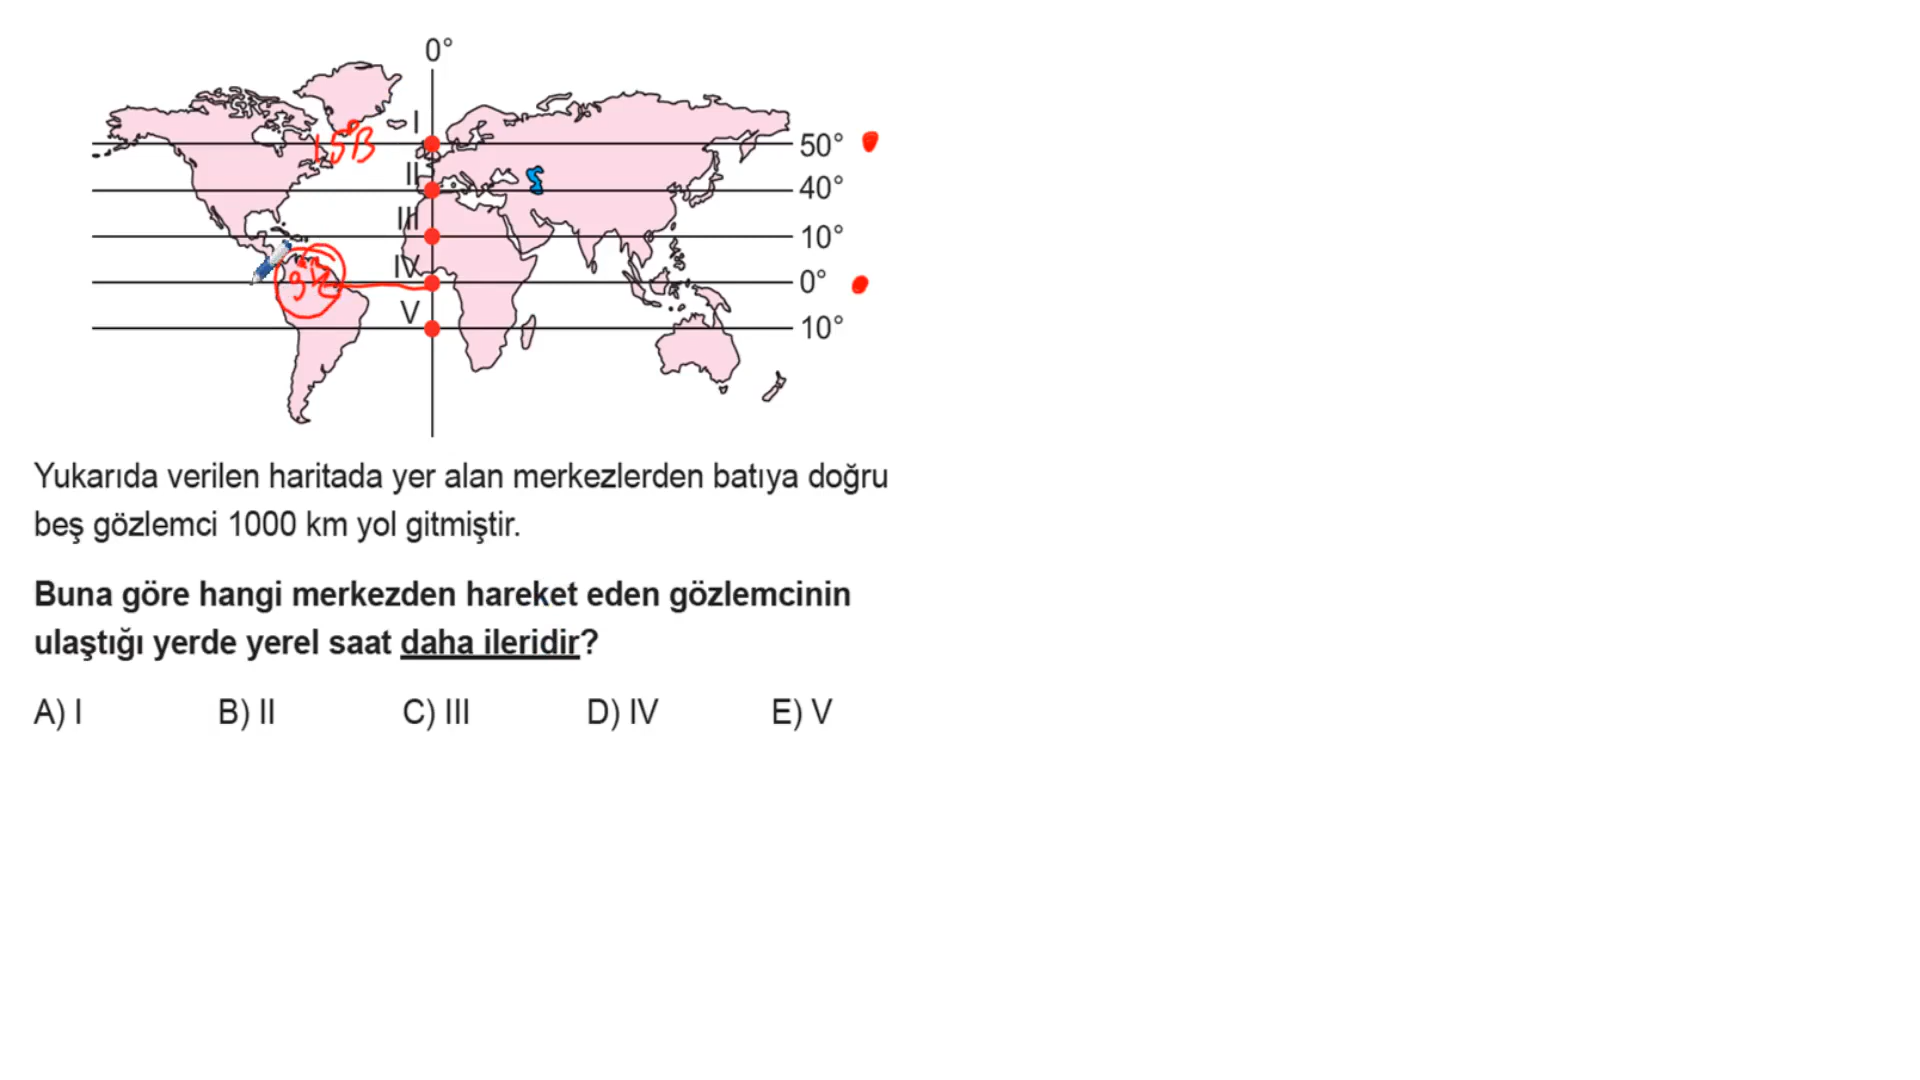 0°
I
15°B
50°
II
40°
III
10°
IV
9B
0°
V
10°
Yukarıda verilen haritada yer alan merkezlerden batıya doğru
beş gözlemci 1000 km yol gitmiştir.
Buna göre hangi merkezden hareket eden gözlemcinin
ulaştığı yerde yerel saat daha ileridir?
A) I B) II C) III D) IV E) V